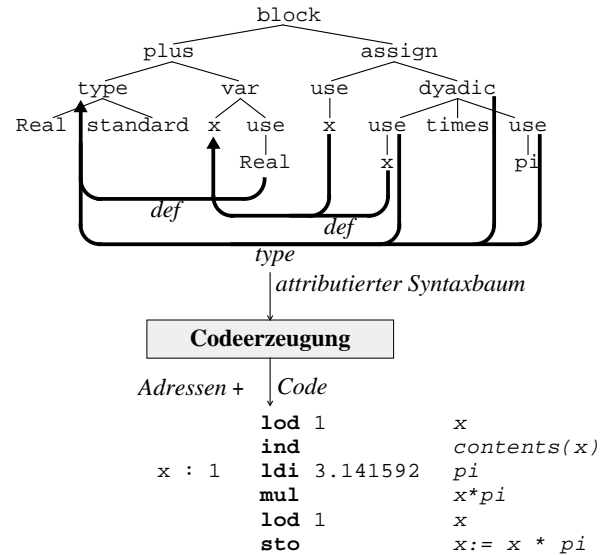 block
plus assign
type var use dyadic
Real standard x use x use times use
Real x pi
def
def
type
attributierter Syntaxbaum
Codeerzeugung
Adressen + Code
lod 1 x
ind contents(x)
x : 1 ldi 3.141592 pi
mul x*pi
lod 1 x
sto x:= x * pi